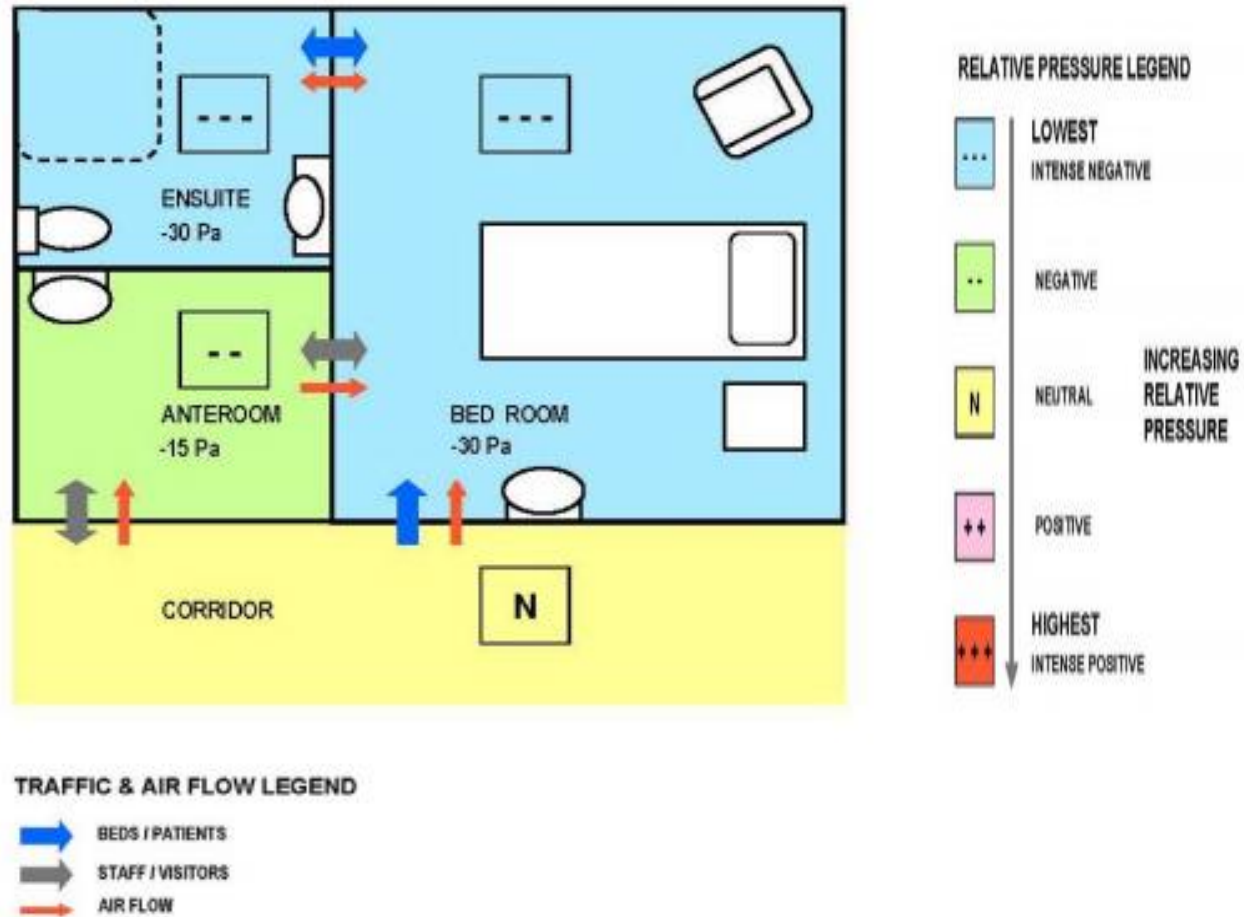 - - -
- - -
ENSUITE
-30 Pa
- -
ANTEROOM
-15 Pa
BED ROOM
-30 Pa
CORRIDOR
N
RELATIVE PRESSURE LEGEND
- - -
LOWEST
INTENSE NEGATIVE
- -
NEGATIVE
N
NEUTRAL
INCREASING
RELATIVE
PRESSURE
++
POSITIVE
+++
HIGHEST
INTENSE POSITIVE
TRAFFIC & AIR FLOW LEGEND
BEDS / PATIENTS
STAFF / VISITORS
AIR FLOW